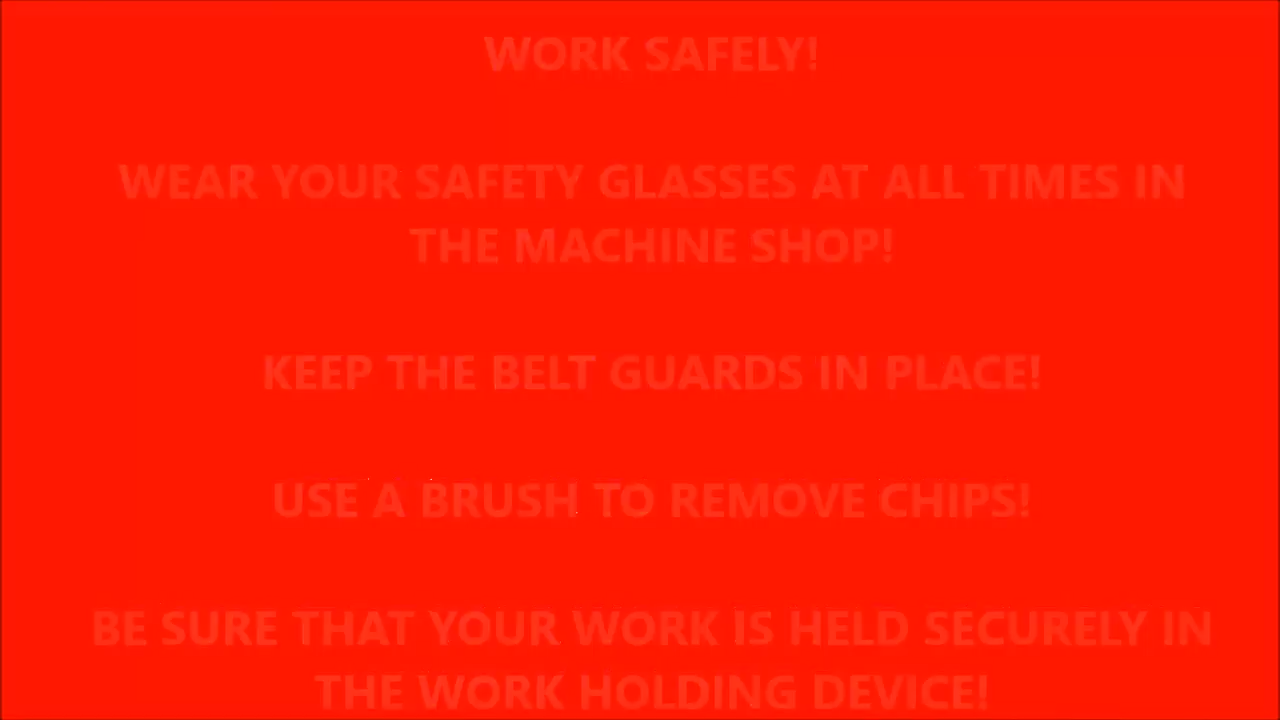 WORK SAFELY!
WEAR YOUR SAFETY GLASSES AT ALL TIMES IN
THE MACHINE SHOP!
KEEP THE BELT GUARDS IN PLACE!
USE A BRUSH TO REMOVE CHIPS!
BE SURE THAT YOUR WORK IS HELD SECURELY IN
THE WORK HOLDING DEVICE!